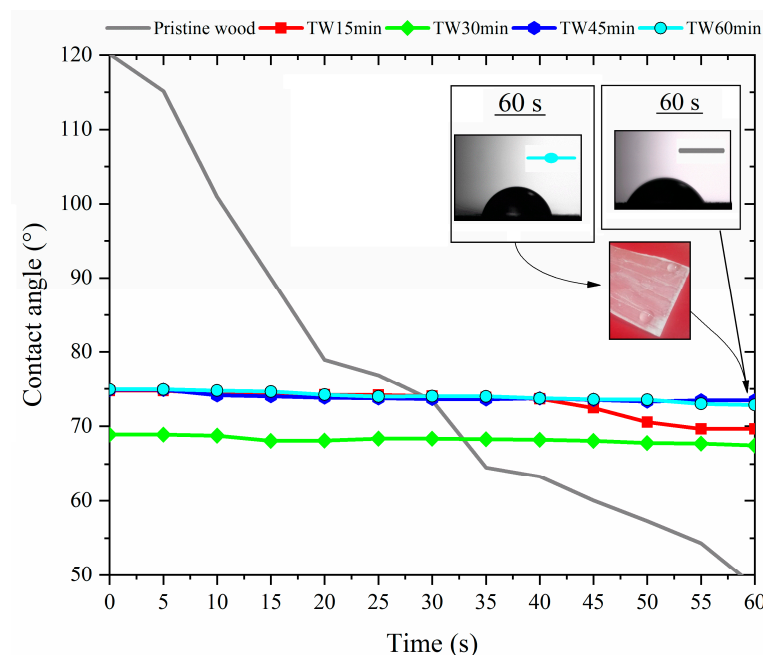 Pristine wood TW15min TW30min TW45min TW60min
120
110
100
90
80
70
60
50
Contact angle (°)
60 s
60 s
0 5 10 15 20 25 30 35 40 45 50 55 60
Time (s)